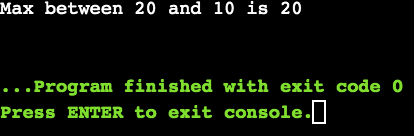 Max between 20 and 10 is 20
...Program finished with exit code 0
Press ENTER to exit console.